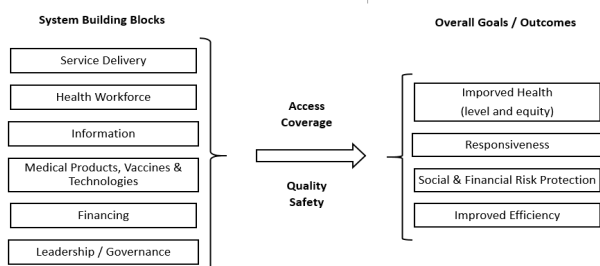 System Building Blocks
Service Delivery
Health Workforce
Information
Medical Products, Vaccines &
Technologies
Financing
Leadership / Governance
Access
Coverage
Quality
Safety
Overall Goals / Outcomes
Imporved Health
(level and equity)
Responsiveness
Social & Financial Risk Protection
Improved Efficiency